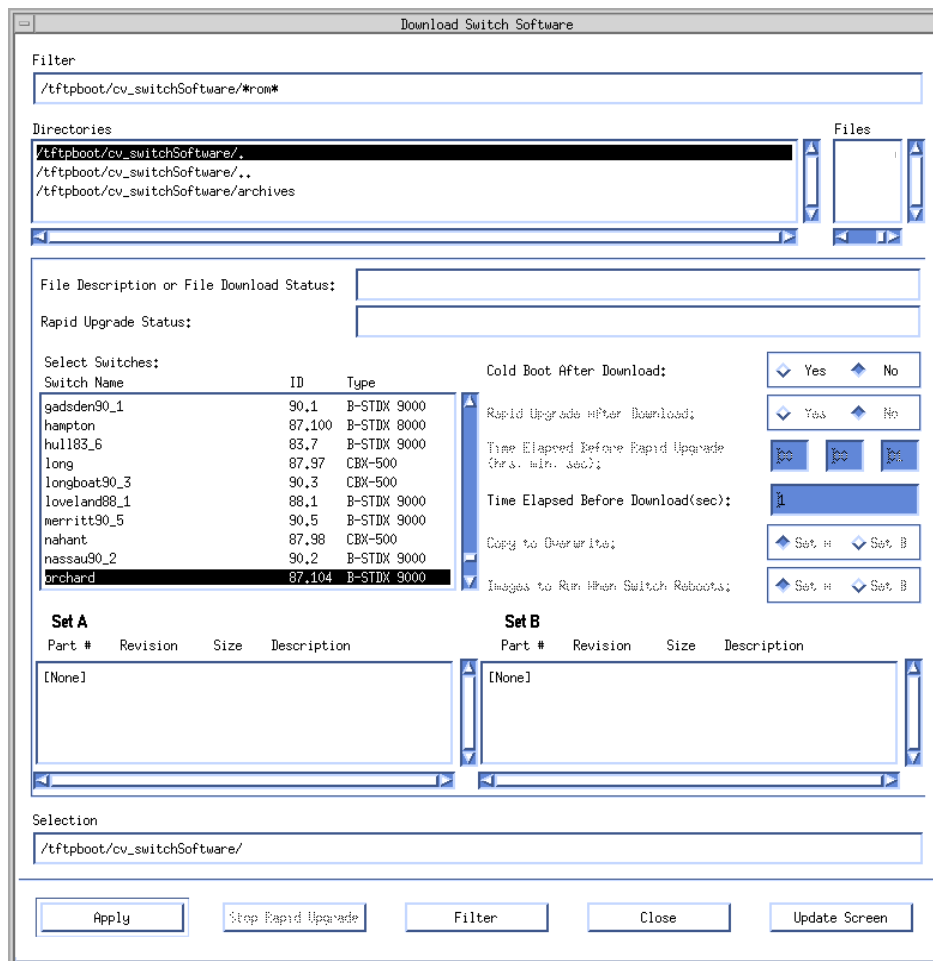 Download Switch Software
Filter
/tftpboot/cv_switchSoftware/*rom*
Directories Files
/tftpboot/cv_switchSoftware/.
/tftpboot/cv_switchSoftware/..
/tftpboot/cv_switchSoftware/archives
File Description or File Download Status:
Rapid Upgrade Status:
Select Switches:
Switch Name ID Type
gadsden90_1 90.1 B-STDX 9000
hampton 87.100 B-STDX 8000
hull83_6 83.7 B-STDX 9000
long 87.97 CBX-500
longboat90_3 90.3 CBX-500
loveland88_1 88.1 B-STDX 9000
merritt90_5 90.5 B-STDX 9000
nahant 87.98 CBX-500
nassau90_2 90.2 B-STDX 9000
orchard 87.104 B-STDX 9000
Cold Boot After Download: Yes No
Rapid Upgrade After Download: Yes No
Time Elapsed Before Rapid Upgrade
(hrs. min. sec):
Time Elapsed Before Download(sec): 1
Copy to Overwrite: Set A Set B
Images to Run When Switch Reboots: Set A Set B
Set A
Part # Revision Size Description
[None]
Set B
Part # Revision Size Description
[None]
Selection
/tftpboot/cv_switchSoftware/
Apply Stop Rapid Upgrade Filter Close Update Screen